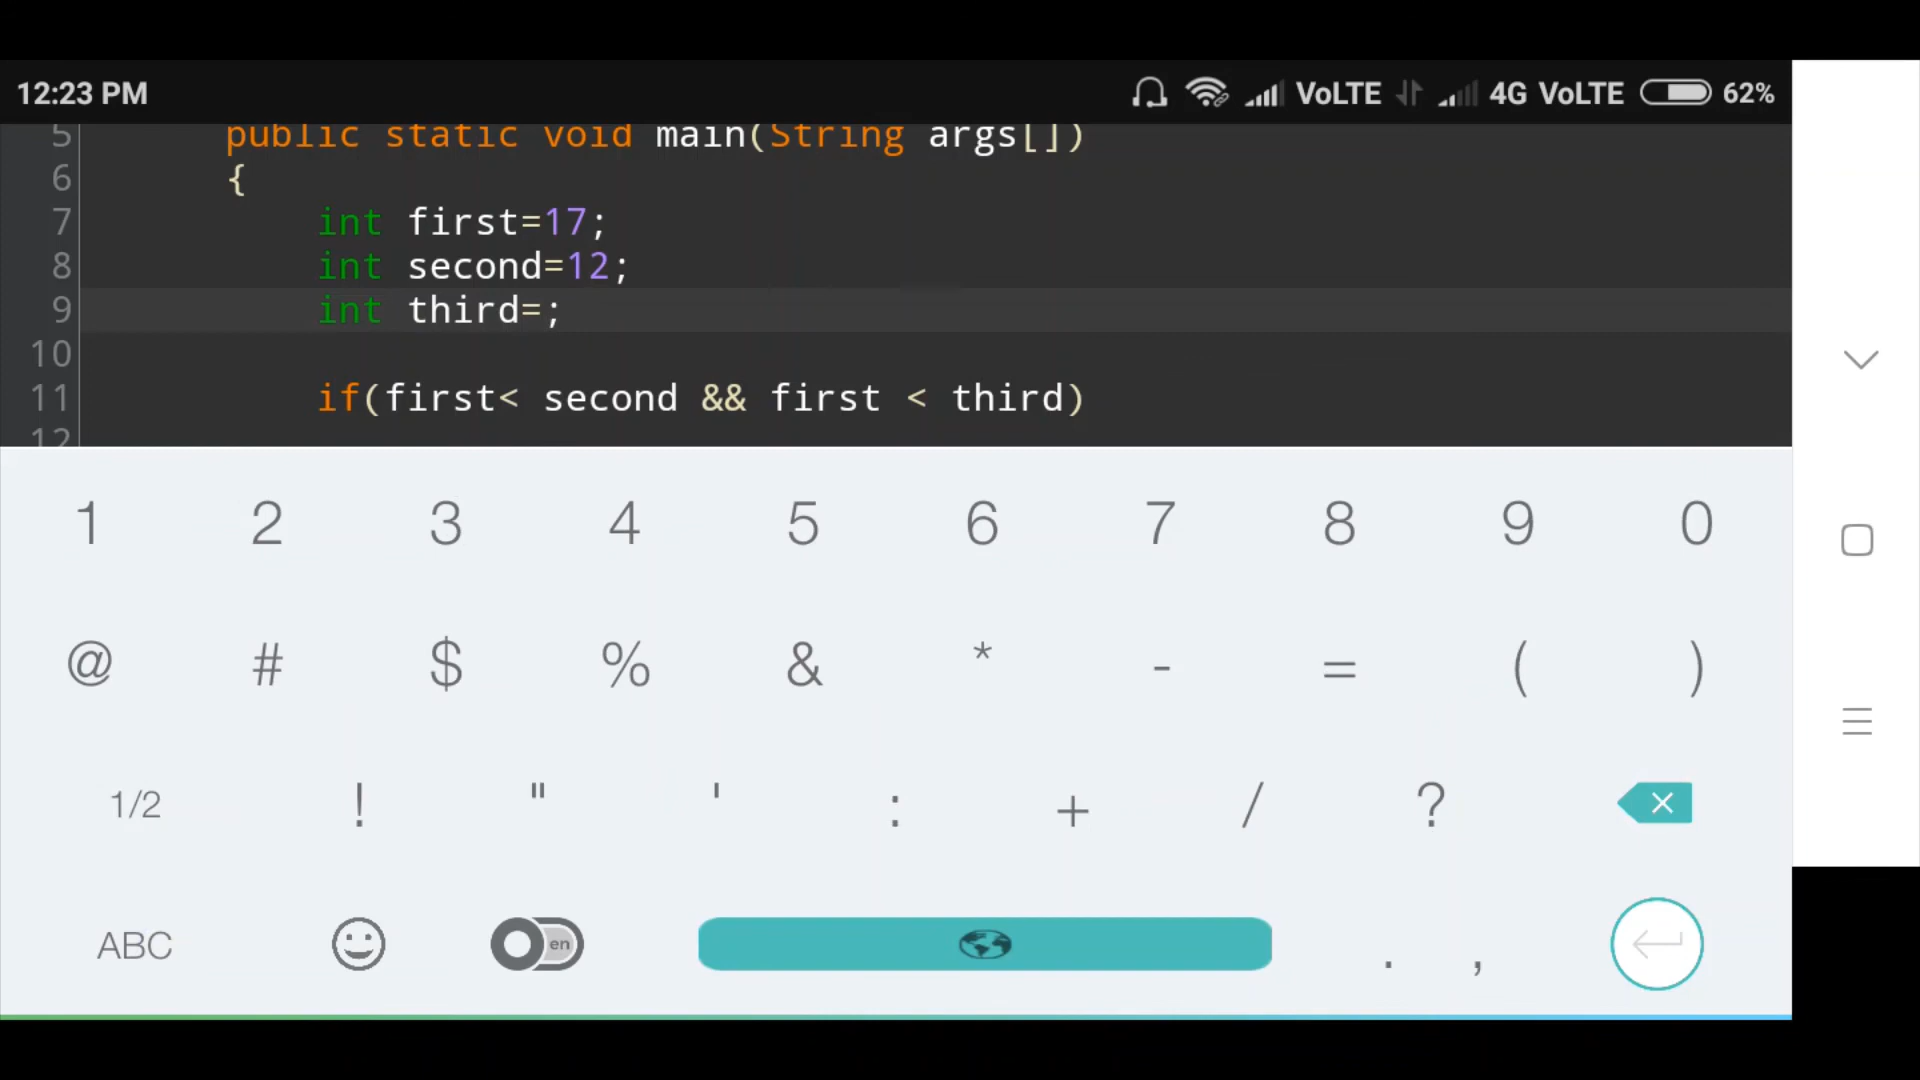 12:23 PM VoLTE 4G VoLTE 62%
5 public static void main(String args[])
6 {
7 int first=17;
8 int second=12;
9 int third=;
10
11 if(first< second && first < third)
12
1 2 3 4 5 6 7 8 9 0
@ # $ % & * - = ( )
1/2 ! " ' : + / ?
ABC en . ,